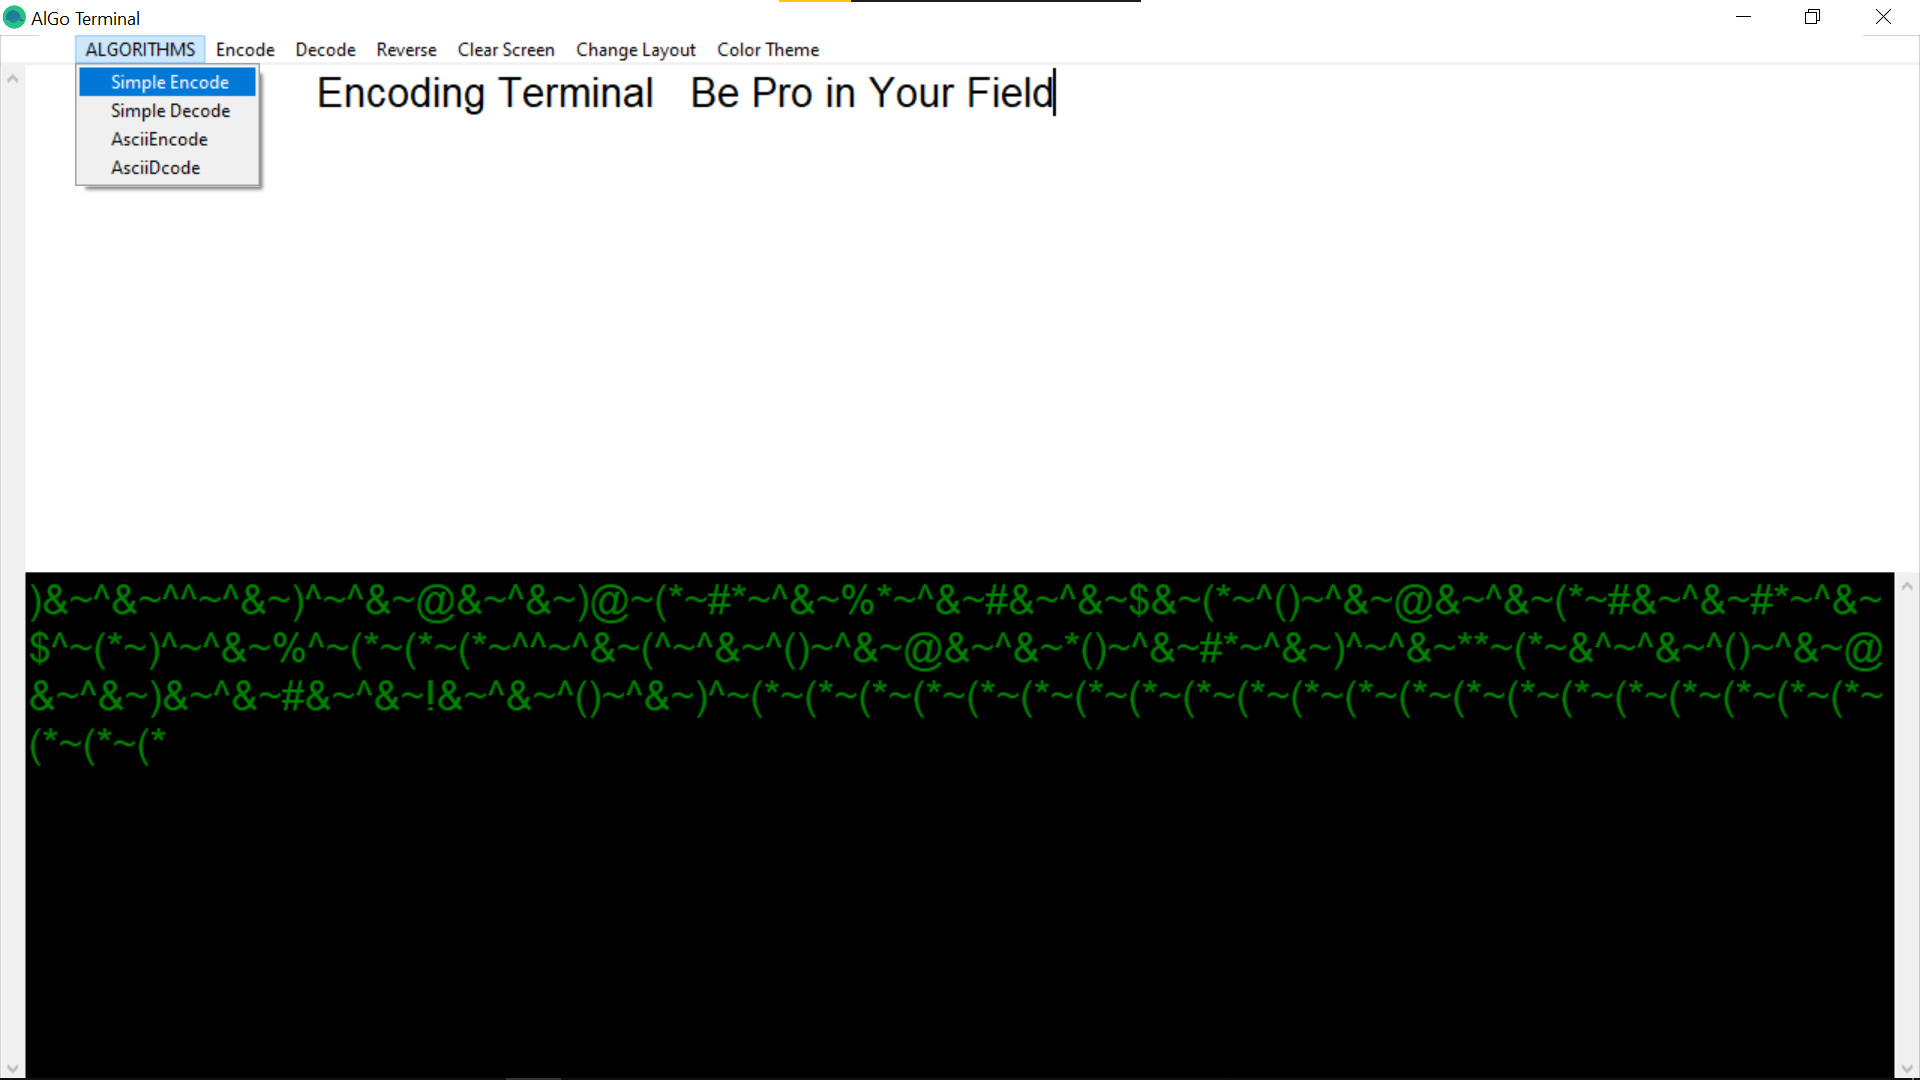 AlGo Terminal
ALGORITHMS Encode Decode Reverse Clear Screen Change Layout Color Theme
Simple Encode
Simple Decode
AsciiEncode
AsciiDcode
Encoding Terminal Be Pro in Your Field
)&~^&~^^~^&~)^~^&~@&~^&~)@~(*~#*~^&~%*~^&~#&~^&~$&~(*~^()~^&~@&~^&~(*~#&~^&~#*~^&~
$^~(*~)^~^&~%^~(*~(*~(*~^^~^&~(^~^&~^()~^&~@&~^&~*()~^&~#*~^&~)^~^&~**~(*~&^~^&~^()~^&~@
&~^&~)&~^&~#&~^&~!&~^&~^()~^&~)^~(*~(*~(*~(*~(*~(*~(*~(*~(*~(*~(*~(*~(*~(*~(*~(*~(*~(*~(*~(*~(*~
(*~(*~(*